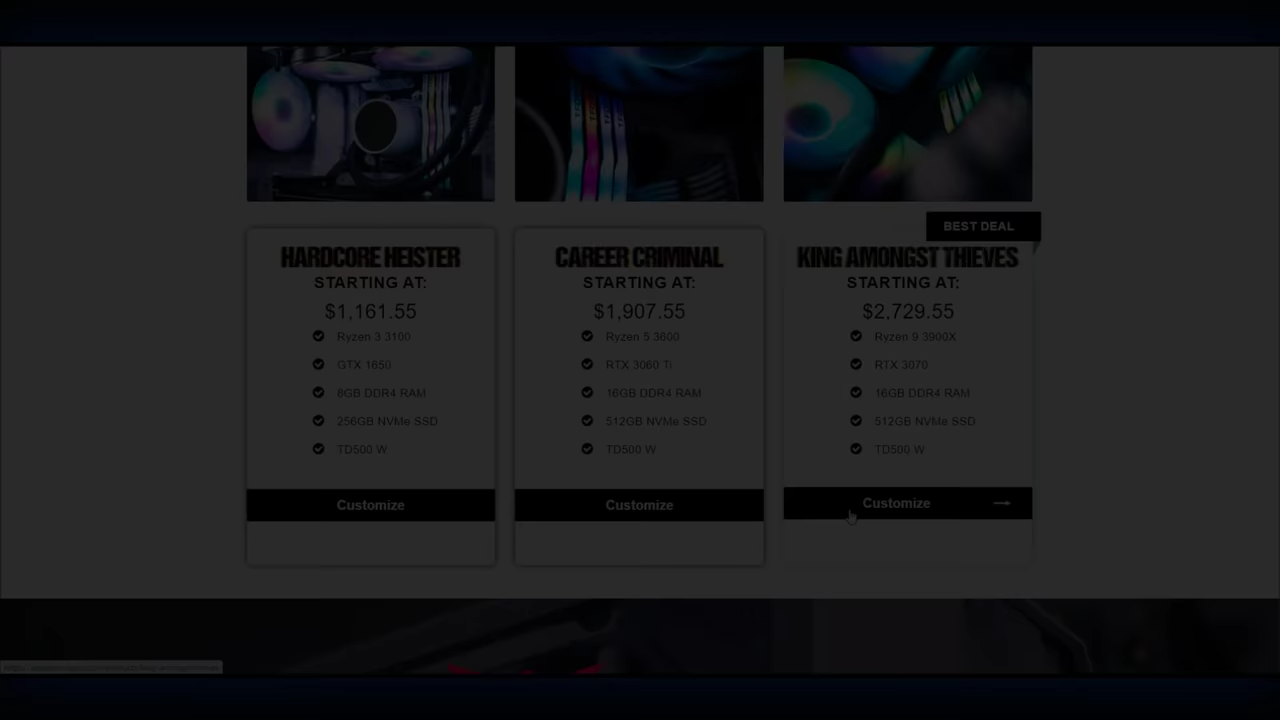 BEST DEAL
HARDCORE HEISTER
STARTING AT:
$1,161.55
Ryzen 3 3100
GTX 1650
8GB DDR4 RAM
256GB NVMe SSD
TD500 W
Customize
CAREER CRIMINAL
STARTING AT:
$1,907.55
Ryzen 5 3600
RTX 3060 Ti
16GB DDR4 RAM
512GB NVMe SSD
TD500 W
Customize
KING AMONGST THIEVES
STARTING AT:
$2,729.55
Ryzen 9 3900X
RTX 3070
16GB DDR4 RAM
512GB NVMe SSD
TD500 W
Customize